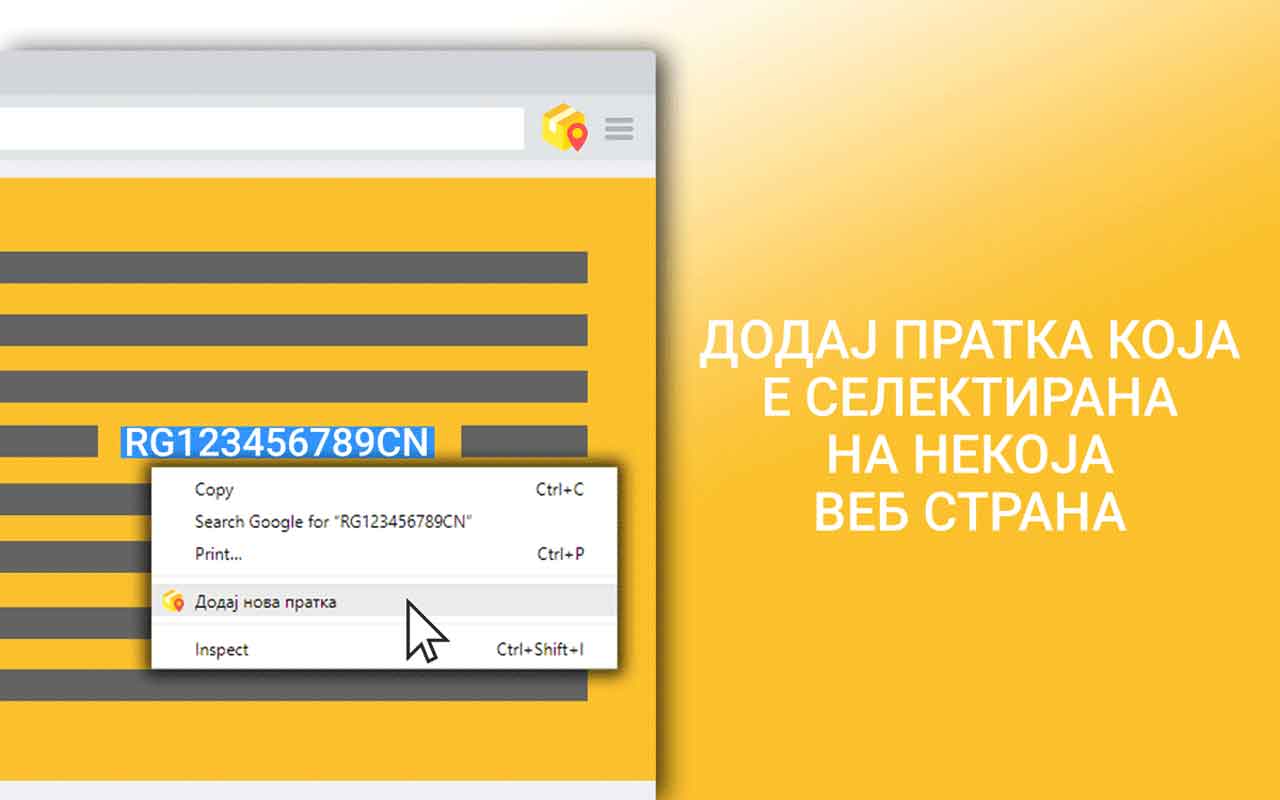 RG123456789CN
Copy Ctrl+C
Search Google for “RG123456789CN”
Print... Ctrl+P
Додај нова пратка
Inspect Ctrl+Shift+I
ДОДАЈ ПРАТКА КОЈА
Е СЕЛЕКТИРАНА
НА НЕКОЈА
ВЕБ СТРАНА